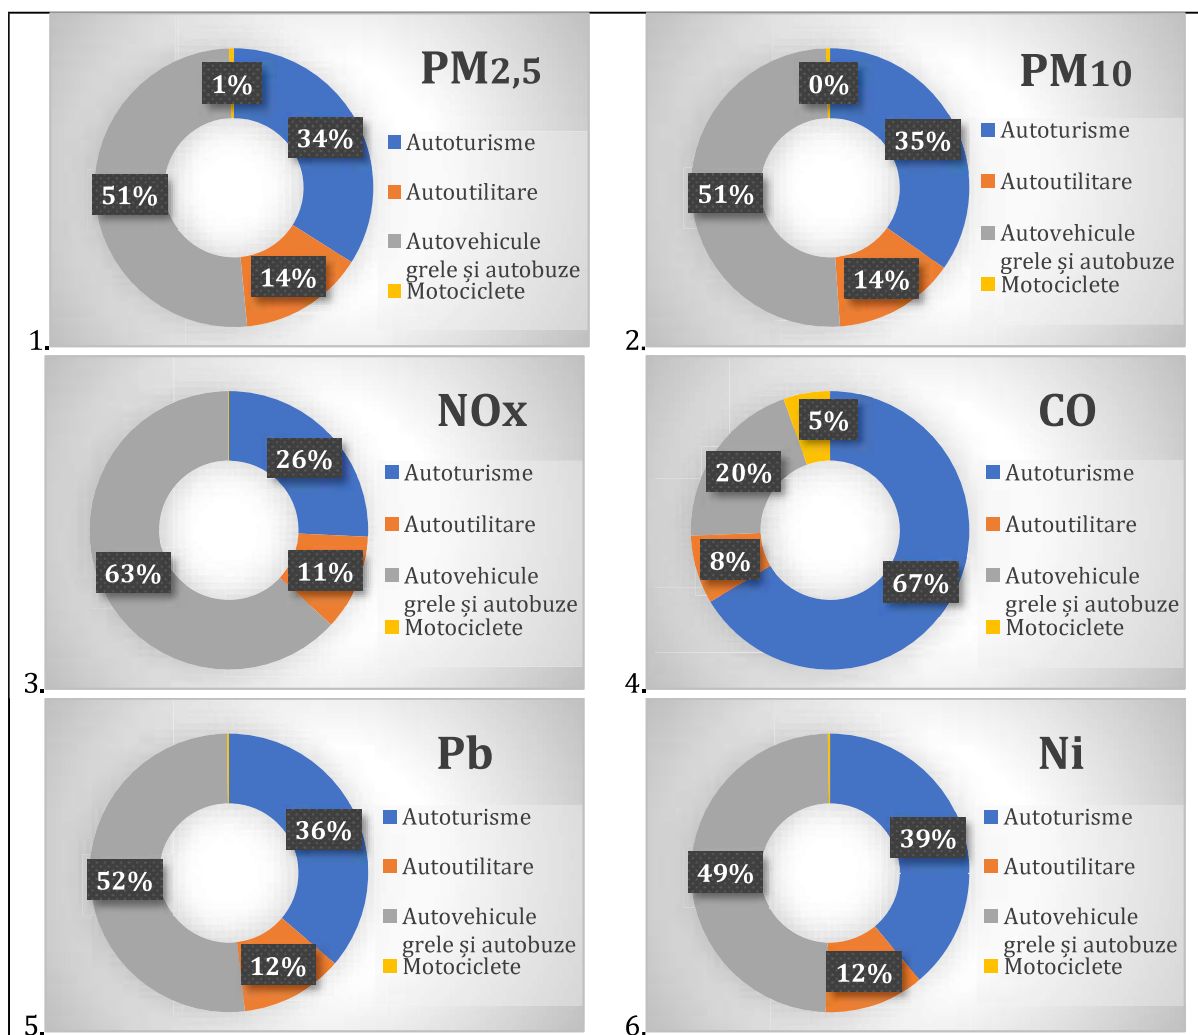 PM2,5
1%
34%
51%
14%
Autoturisme
Autoutilitare
Autovehicule
grele și autobuze
Motociclete
1.
PM10
0%
35%
51%
14%
Autoturisme
Autoutilitare
Autovehicule
grele și autobuze
Motociclete
2.
NOx
26%
63%
11%
Autoturisme
Autoutilitare
Autovehicule
grele și autobuze
Motociclete
3.
CO
5%
20%
8%
67%
Autoturisme
Autoutilitare
Autovehicule
grele și autobuze
Motociclete
4.
Pb
36%
52%
12%
Autoturisme
Autoutilitare
Autovehicule
grele și autobuze
Motociclete
5.
Ni
39%
49%
12%
Autoturisme
Autoutilitare
Autovehicule
grele și autobuze
Motociclete
6.